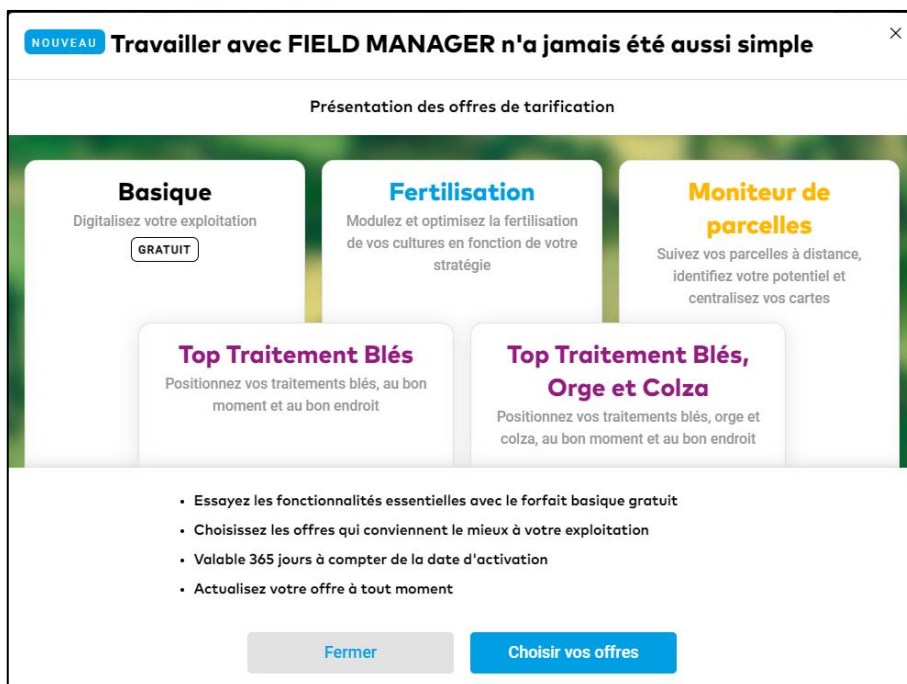 NOUVEAU Travailler avec FIELD MANAGER n'a jamais été aussi simple
Présentation des offres de tarification
Basique
Digitalisez votre exploitation
GRATUIT
Fertilisation
Modulez et optimisez la fertilisation
de vos cultures en fonction de votre
stratégie
Moniteur de
parcelles
Suivez vos parcelles à distance,
identifiez votre potentiel et
centralisez vos cartes
Top Traitement Blés
Positionnez vos traitements blés, au bon
moment et au bon endroit
Top Traitement Blés,
Orge et Colza
Positionnez vos traitements blés, orge et
colza, au bon moment et au bon endroit
• Essayez les fonctionnalités essentielles avec le forfait basique gratuit
• Choisissez les offres qui conviennent le mieux à votre exploitation
• Valable 365 jours à compter de la date d'activation
• Actualisez votre offre à tout moment
Fermer
Choisir vos offres